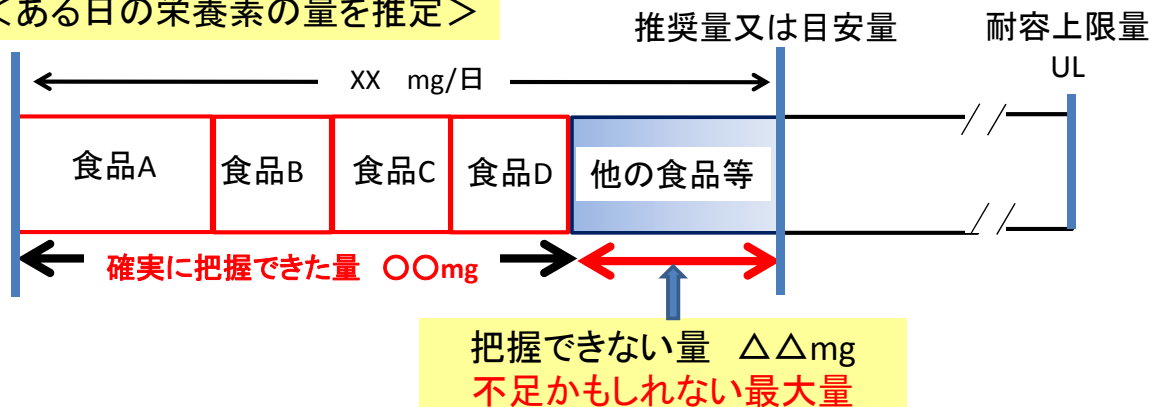 ＜ある日の栄養素の量を推定＞
推奨量又は目安量
耐容上限量
UL
XX mg/日
食品A
食品B
食品C
食品D
他の食品等
確実に把握できた量 〇〇mg
把握できない量 △△mg
不足かもしれない最大量